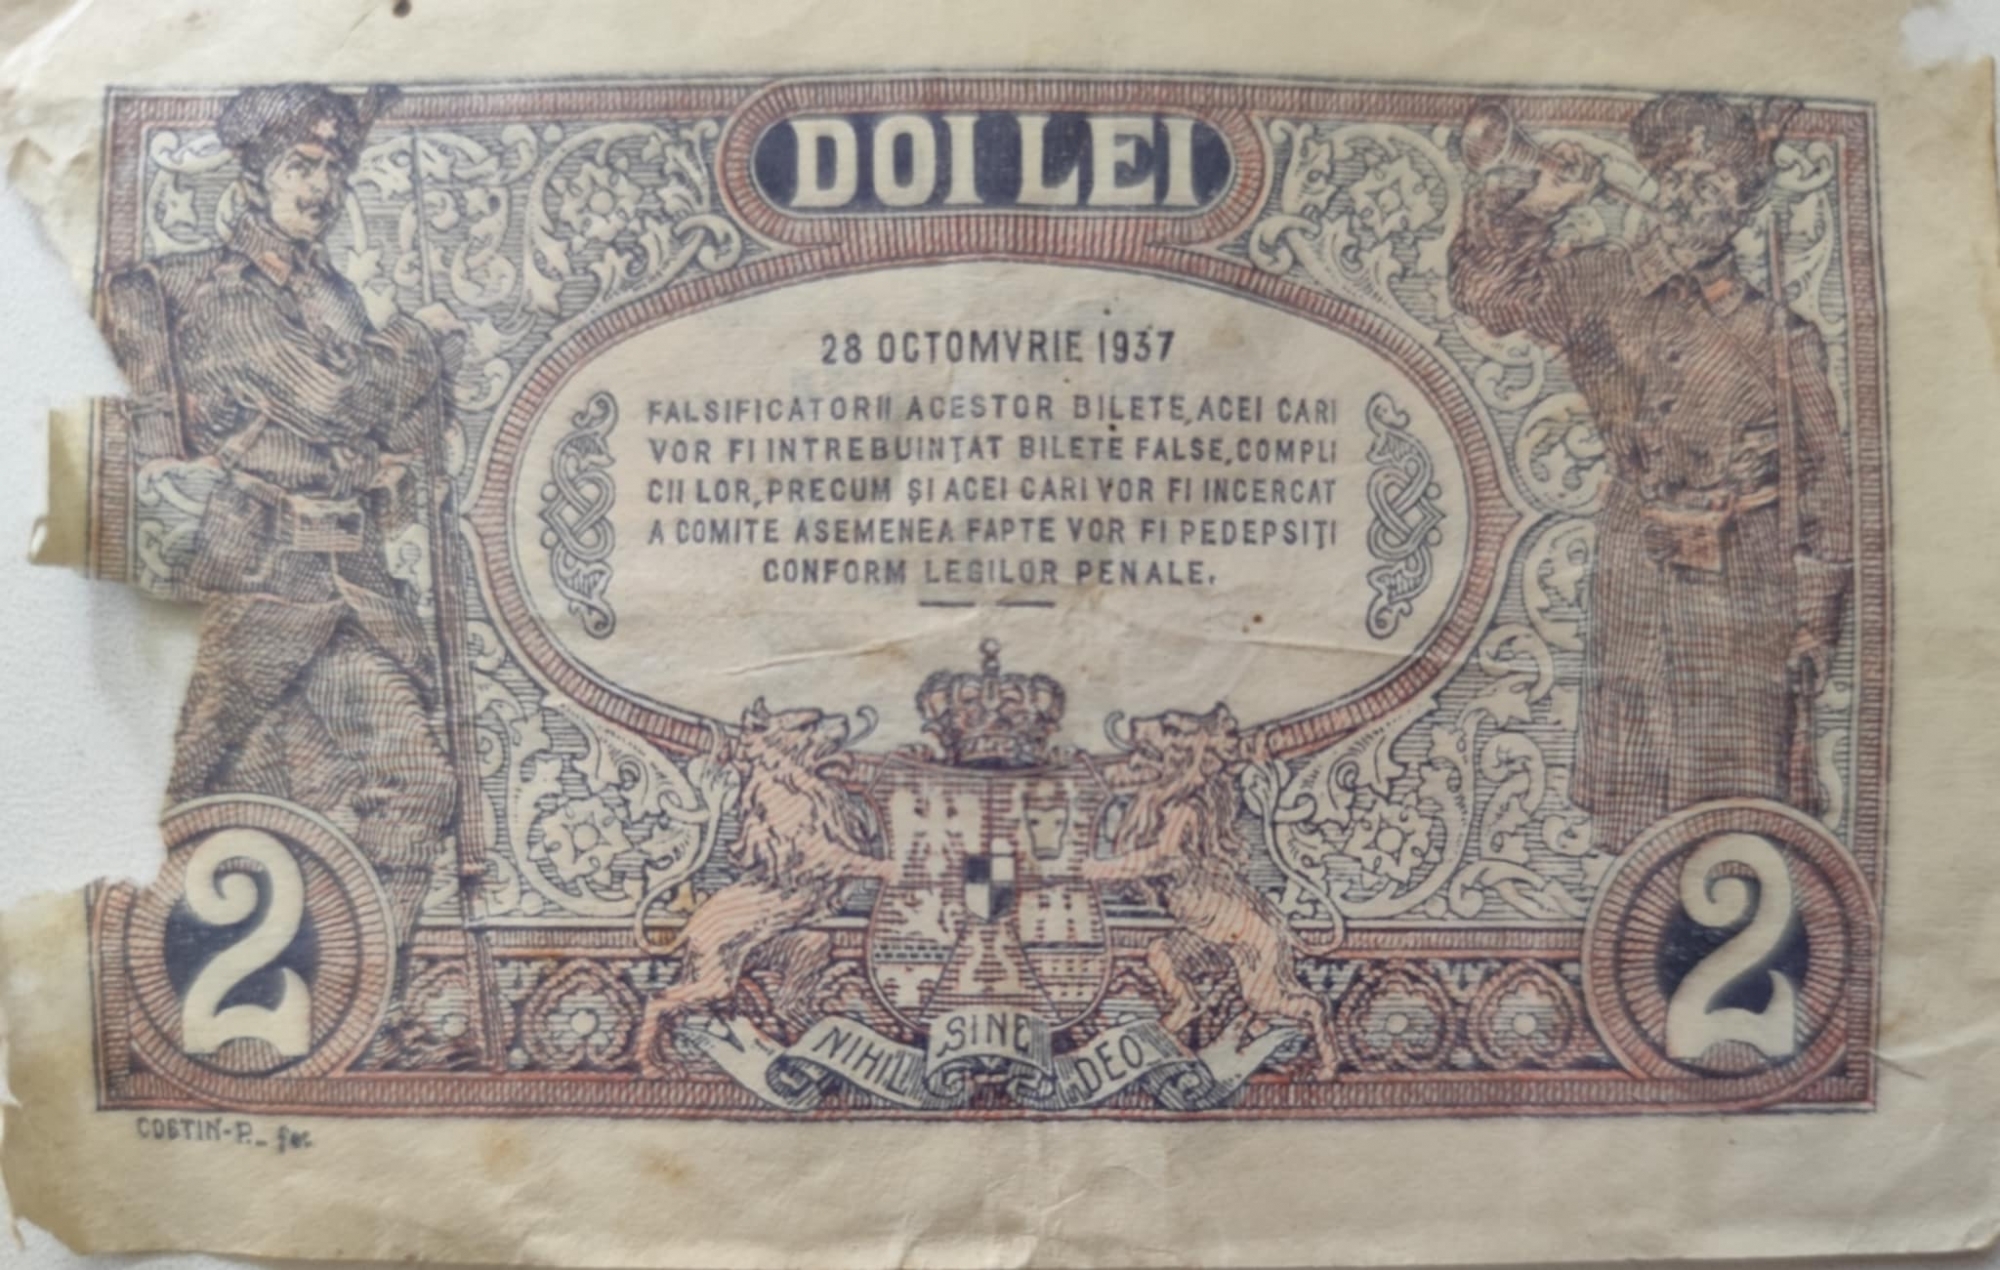 DOI LEI
28 OCTOMVRIE 1937
FALSIFICATORII ACESTOR BILETE, ACEI CARI
VOR FI INTREBUINȚAT BILETE FALSE, COMPLI
CII LOR, PRECUM ȘI ACEI CARI VOR FI INCERCAT
A COMITE ASEMENEA FAPTE VOR FI PEDEPSIȚI
CONFORM LEGILOR PENALE.
2 2
NIHIL SINE DEO
COSTIN-P. fec.